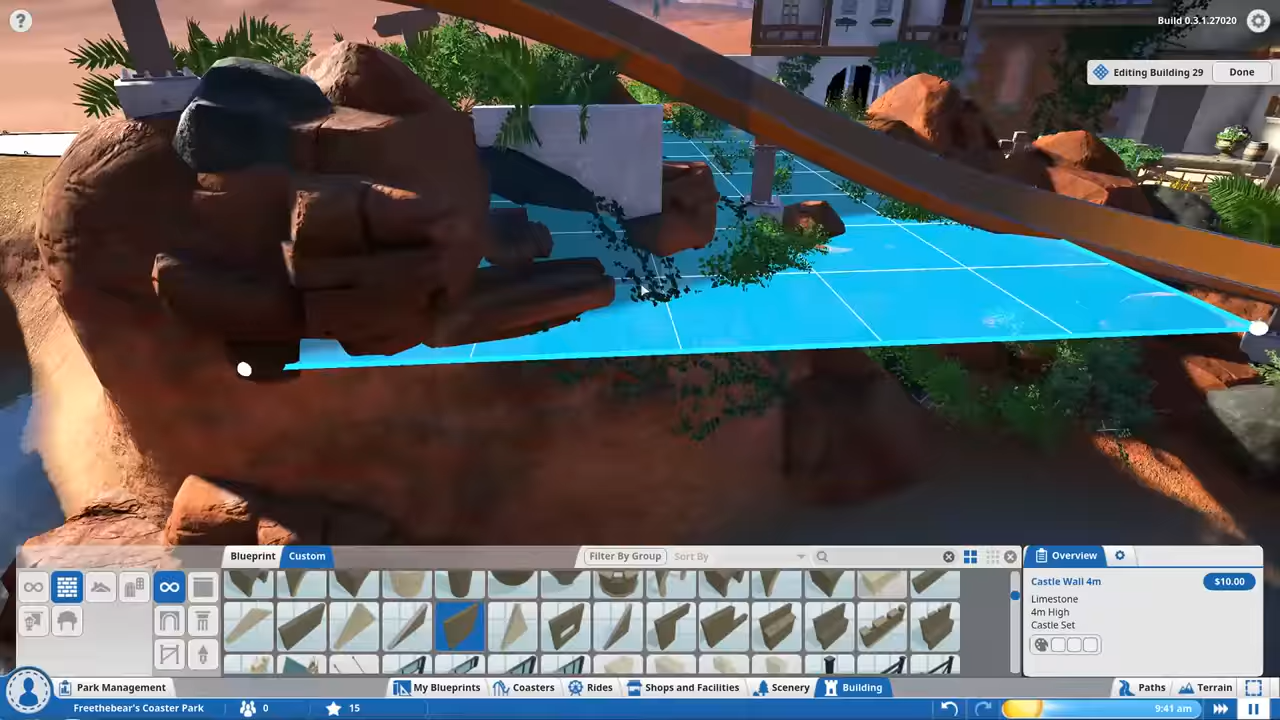 ?
Build 0.3.1.27020
Editing Building 29
Done
Blueprint
Custom
Filter By Group
Sort By
Overview
Castle Wall 4m
$10.00
Limestone
4m High
Castle Set
Park Management
My Blueprints
Coasters
Rides
Shops and Facilities
Scenery
Building
Paths
Terrain
Freethebear's Coaster Park
0
15
9:41 am